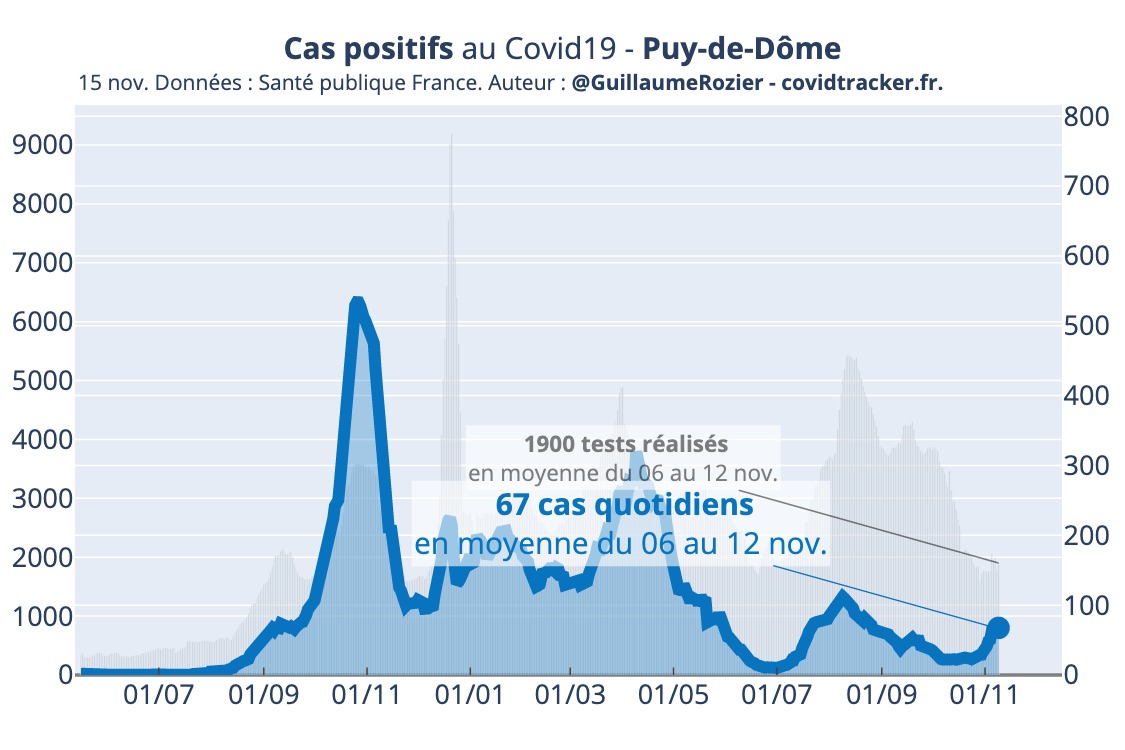 Cas positifs au Covid19 - Puy-de-Dôme
15 nov. Données : Santé publique France. Auteur : @GuillaumeRozier - covidtracker.fr.
9000
8000
7000
6000
5000
4000
3000
2000
1000
0
800
700
600
500
400
300
200
100
0
1900 tests réalisés
en moyenne du 06 au 12 nov.
67 cas quotidiens
en moyenne du 06 au 12 nov.
01/07 01/09 01/11 01/01 01/03 01/05 01/07 01/09 01/11